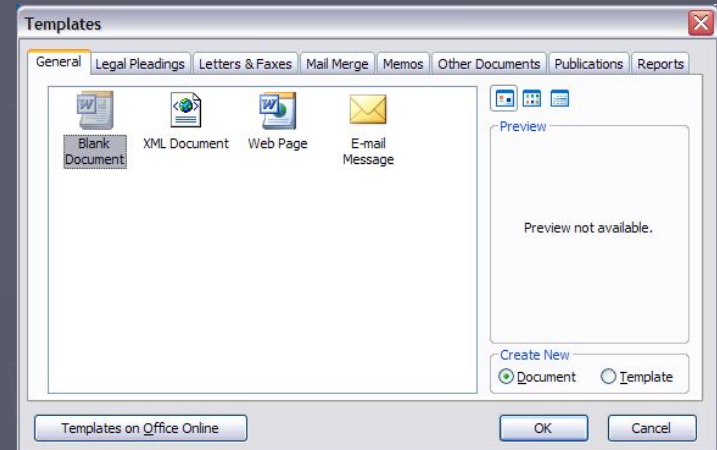 Templates
General Legal Pleadings Letters & Faxes Mail Merge Memos Other Documents Publications Reports
Blank Document
XML Document
Web Page
E-mail Message
Preview
Preview not available.
Create New
Document Template
Templates on Office Online OK Cancel